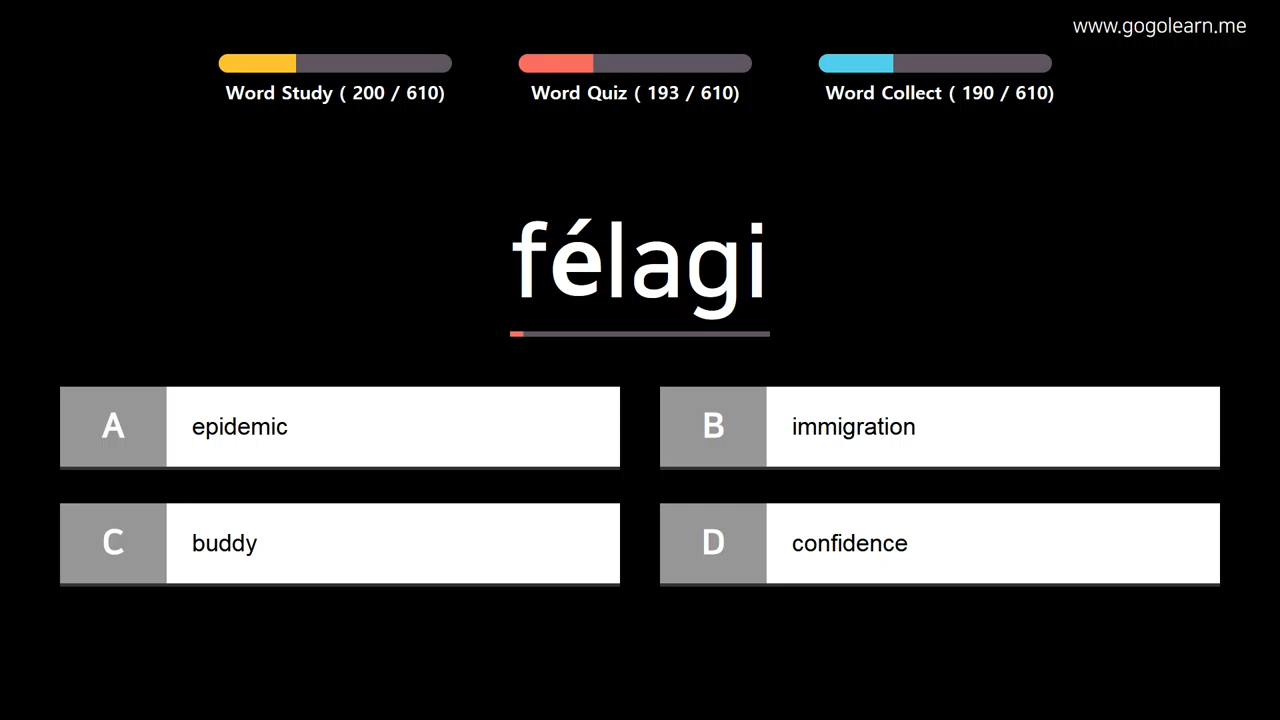 www.gogolearn.me
Word Study ( 200 / 610)
Word Quiz ( 193 / 610)
Word Collect ( 190 / 610)
félagi
A epidemic
B immigration
C buddy
D confidence